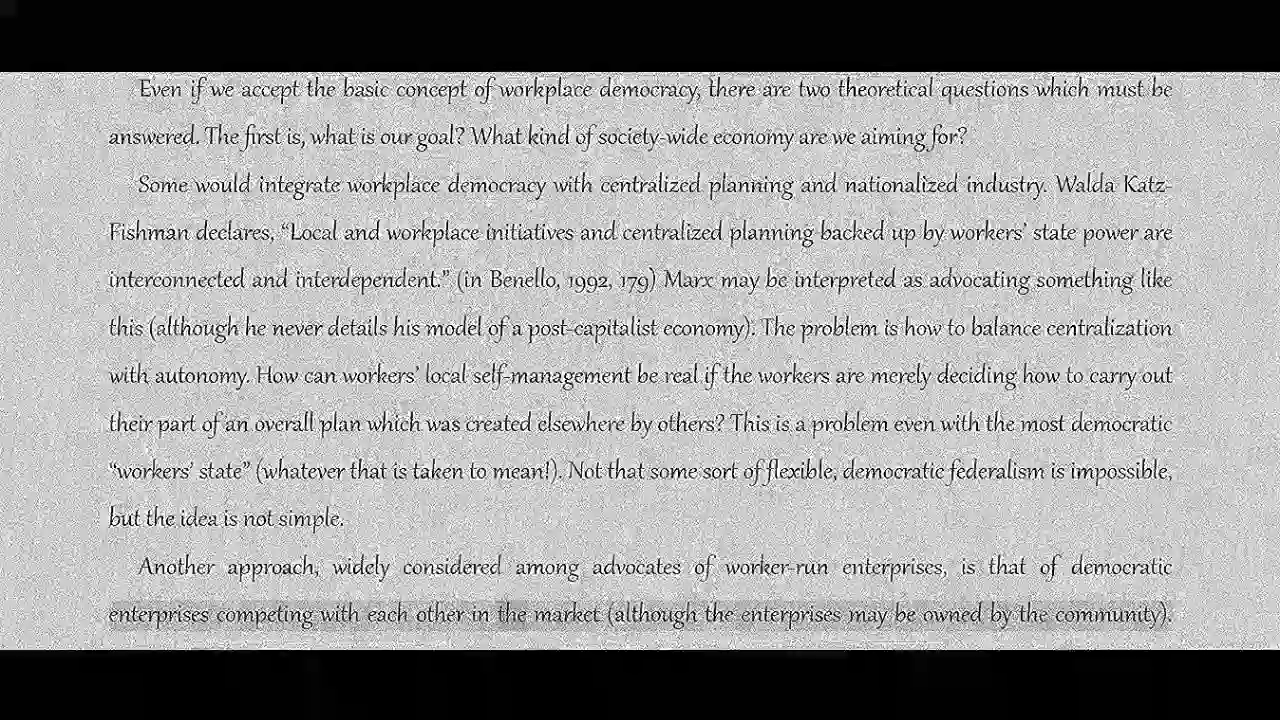 Even if we accept the basic concept of workplace democracy, there are two theoretical questions which must be
answered. The first is, what is our goal? What kind of society-wide economy are we aiming for?
Some would integrate workplace democracy with centralized planning and nationalized industry. Walda Katz-
Fishman declares, “Local and workplace initiatives and centralized planning backed up by workers’ state power are
interconnected and interdependent.” (in Benello, 1992, 179) Marx may be interpreted as advocating something like
this (although he never details his model of a post-capitalist economy). The problem is how to balance centralization
with autonomy. How can workers’ local self-management be real if the workers are merely deciding how to carry out
their part of an overall plan which was created elsewhere by others? This is a problem even with the most democratic
“workers’ state” (whatever that is taken to mean!). Not that some sort of flexible, democratic federalism is impossible,
but the idea is not simple.
Another approach, widely considered among advocates of worker-run enterprises, is that of democratic
enterprises competing with each other in the market (although the enterprises may be owned by the community).